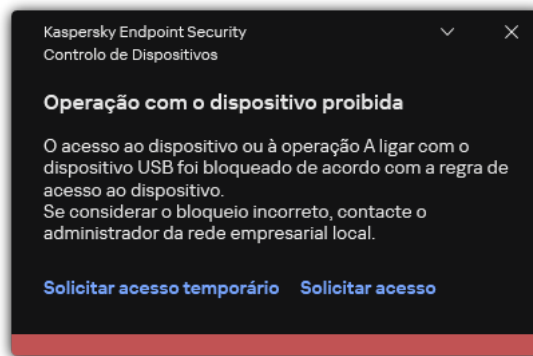 Kaspersky Endpoint Security
Controlo de Dispositivos
Operação com o dispositivo proibida
O acesso ao dispositivo ou à operação A ligar com o
dispositivo USB foi bloqueado de acordo com a regra de
acesso ao dispositivo.
Se considerar o bloqueio incorreto, contacte o
administrador da rede empresarial local.
Solicitar acesso temporário Solicitar acesso